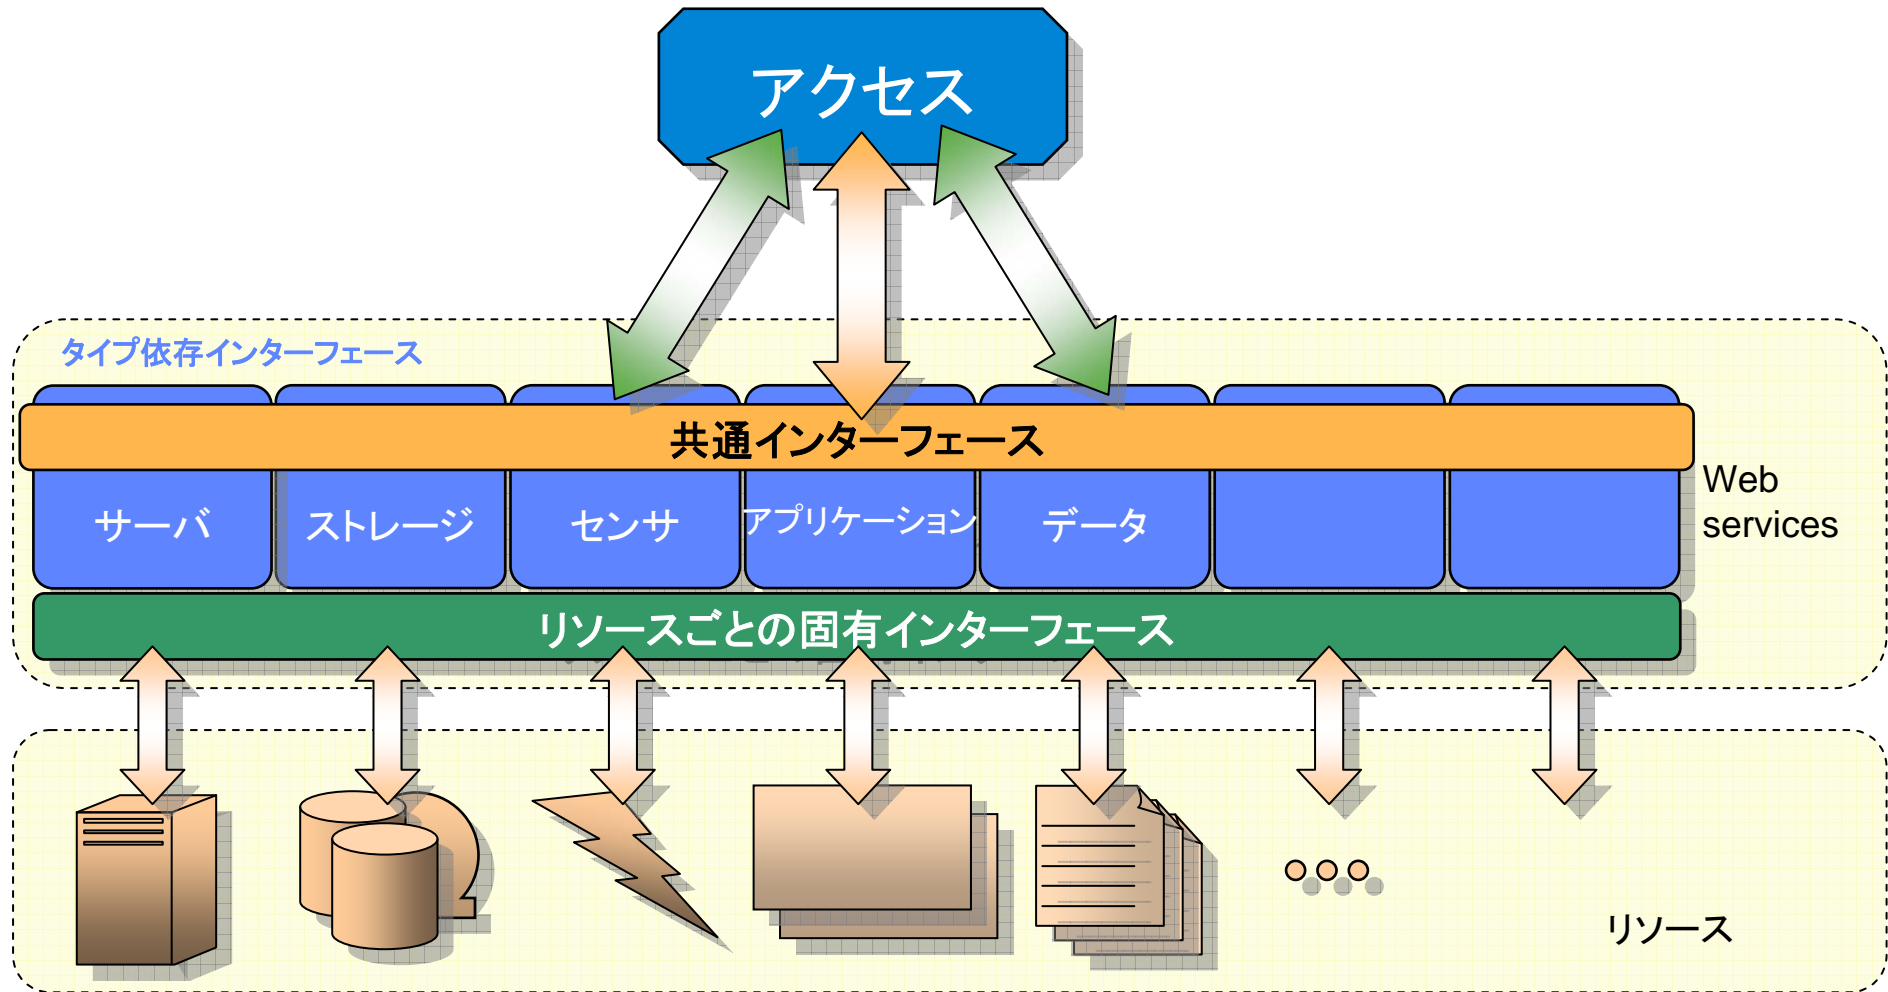 アクセス
タイプ依存インターフェース
共通インターフェース
サーバ
ストレージ
センサ
アプリケーション
データ
Web
services
リソースごとの固有インターフェース
リソース